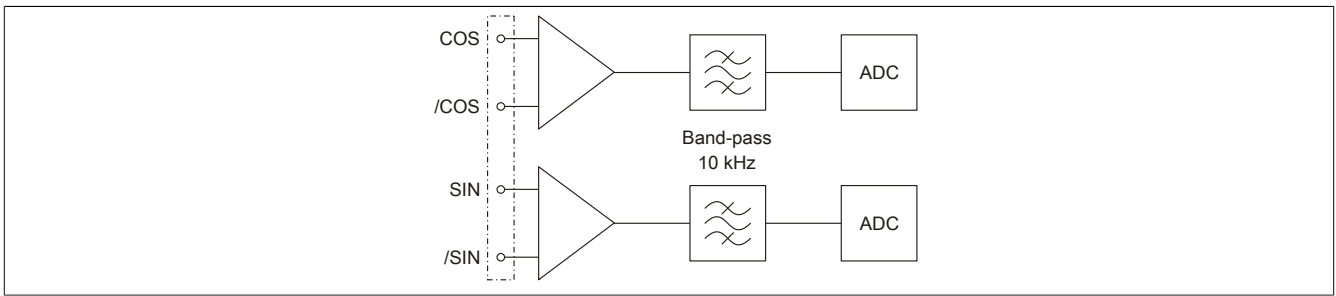 COS
ADC
/COS
Band-pass
10 kHz
SIN
ADC
/SIN